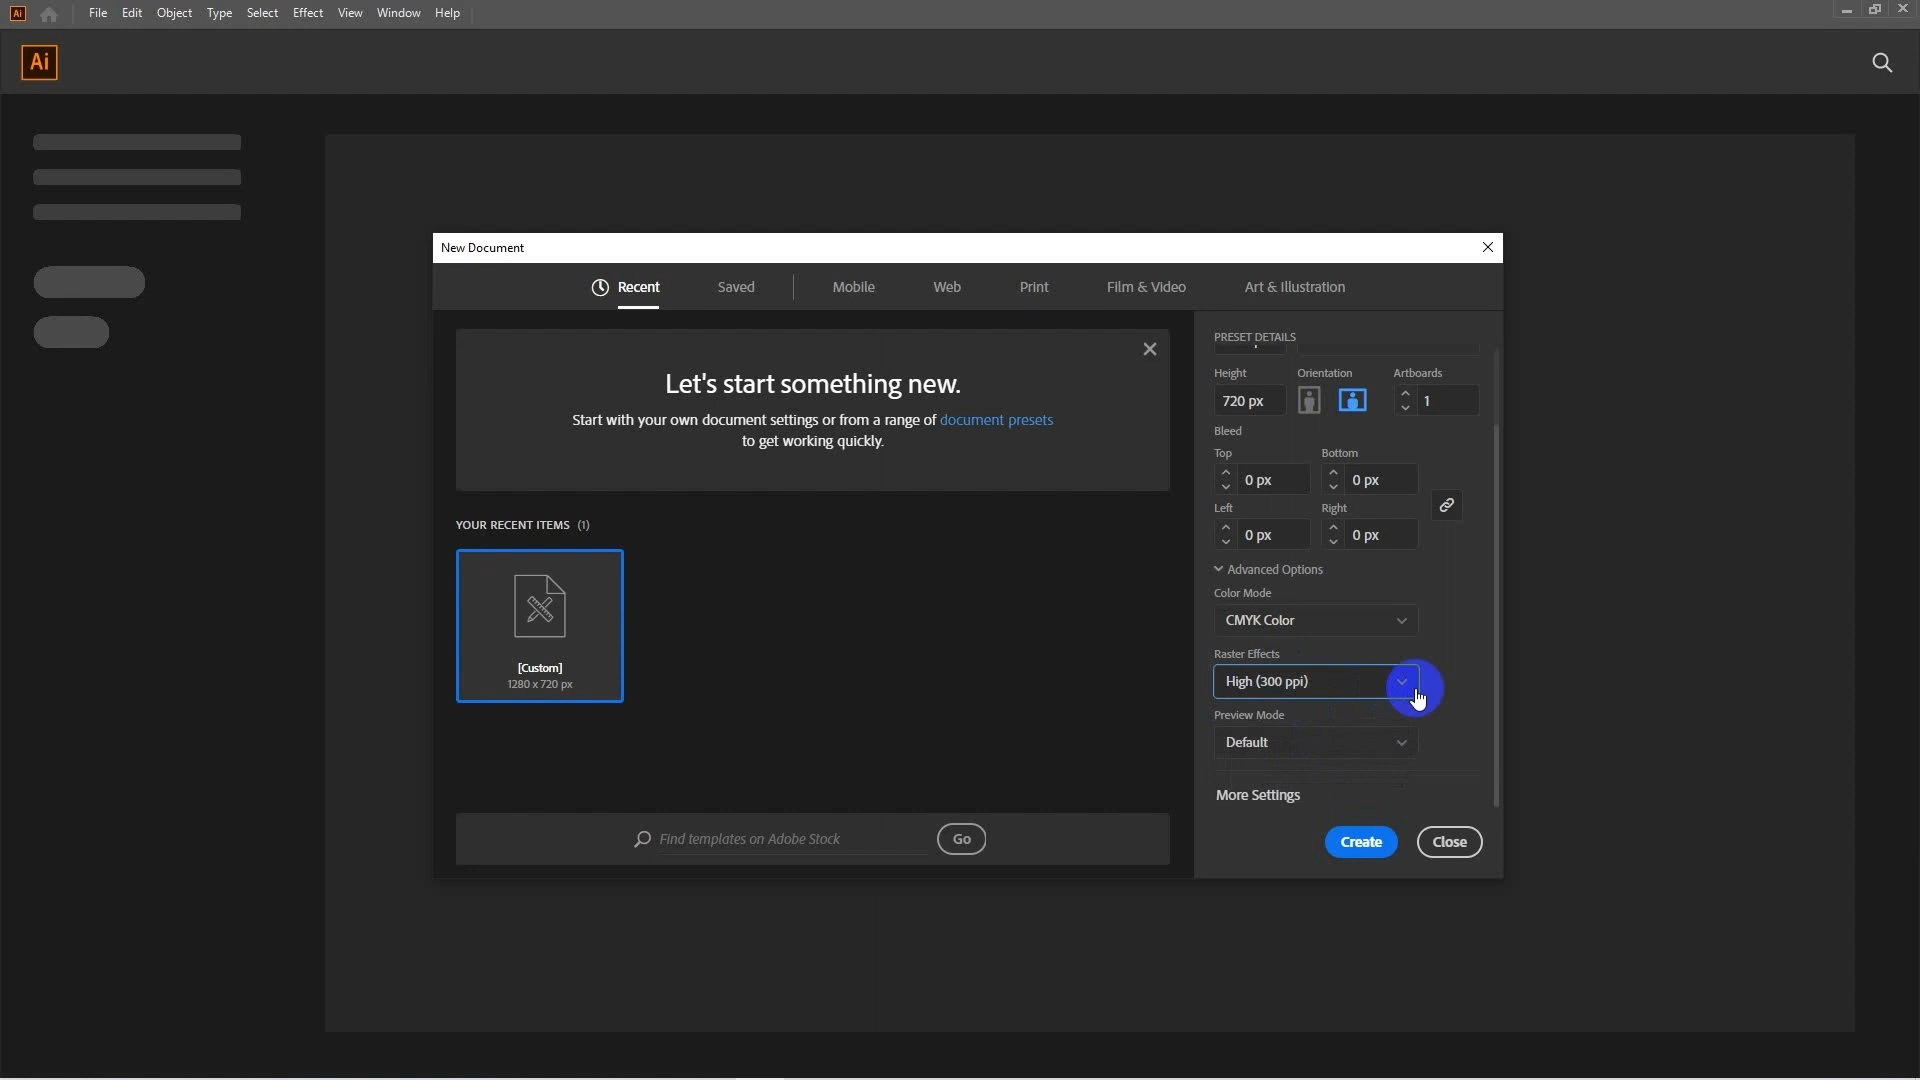 Ai
File Edit Object Type Select Effect View Window Help
Ai
New Document
Recent Saved Mobile Web Print Film & Video Art & Illustration
Let's start something new.
Start with your own document settings or from a range of document presets
to get working quickly.
YOUR RECENT ITEMS (1)
[Custom]
1280 x 720 px
Find templates on Adobe Stock
Go
PRESET DETAILS
Height Orientation Artboards
720 px 1
Bleed
Top Bottom
0 px 0 px
Left Right
0 px 0 px
Advanced Options
Color Mode
CMYK Color
Raster Effects
High (300 ppi)
Preview Mode
Default
More Settings
Create Close